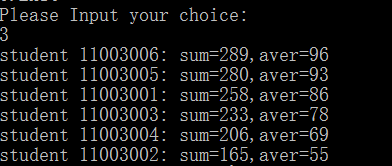 Please Input your choice:
3
student 11003006: sum=289,aver=96
student 11003005: sum=280,aver=93
student 11003001: sum=258,aver=86
student 11003003: sum=233,aver=78
student 11003004: sum=206,aver=69
student 11003002: sum=165,aver=55